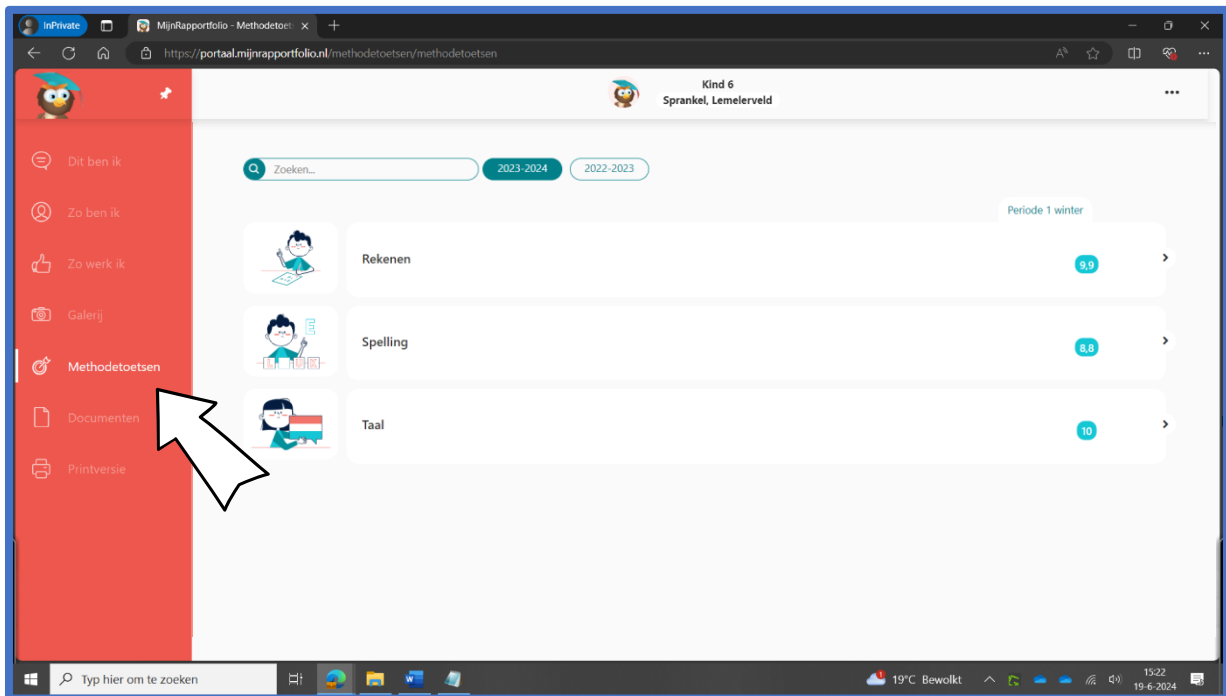 InPrivate
MijnRapportfolio - Methodetoet
https://portaal.mijnrapportfolio.nl/methodetoetsen/methodetoetsen
Kind 6
Sprankel, Lemelerveld
Dit ben ik
Zo ben ik
Zo werk ik
Galerij
Methodetoetsen
Documenten
Printversie
Zoeken...
2023-2024
2022-2023
Periode 1 winter
Rekenen
9,9
E
Spelling
8,8
Taal
10
Typ hier om te zoeken
19°C Bewolkt
15:22
19-6-2024